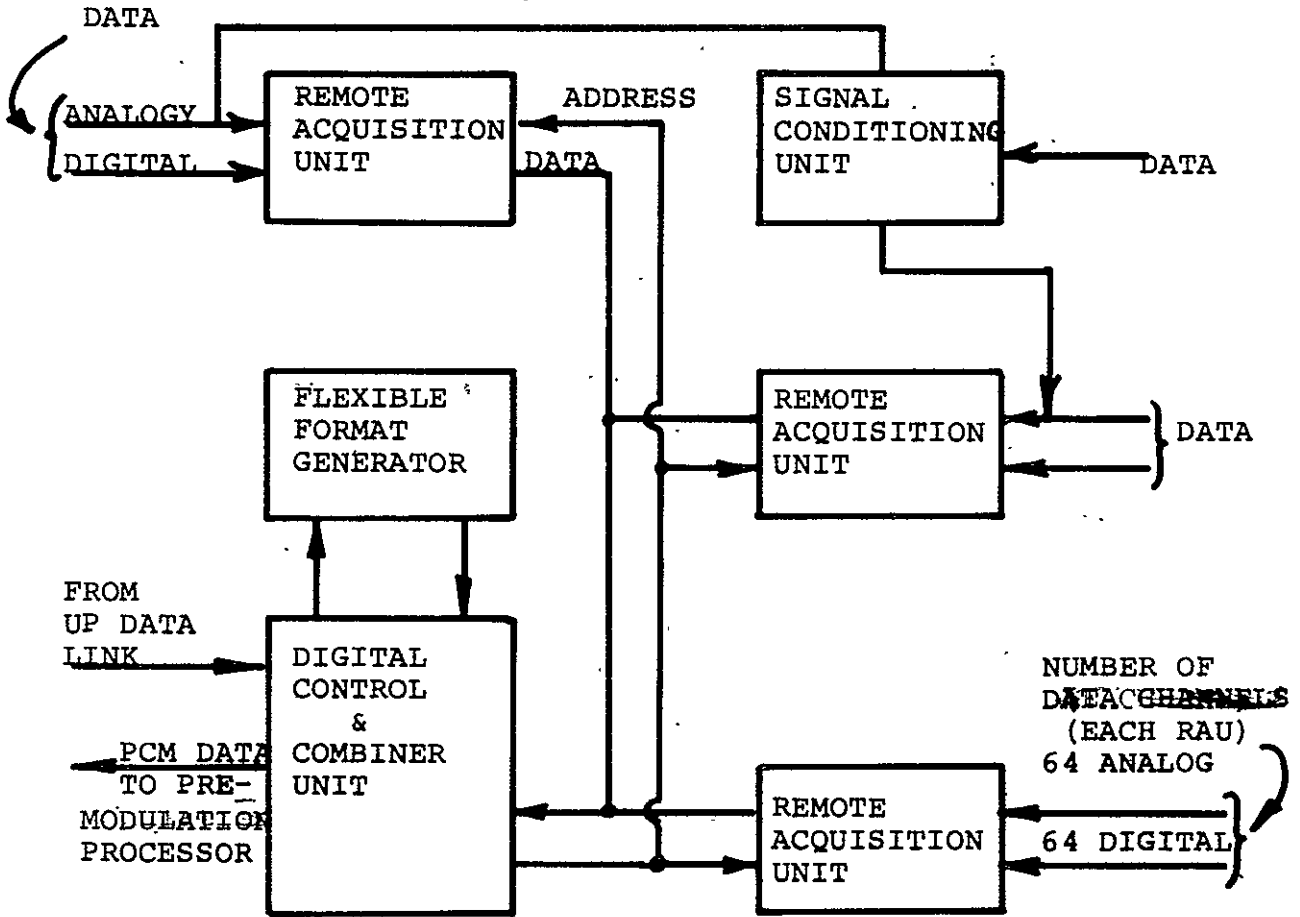 DATA
ANALOGY
DIGITAL
REMOTE
ACQUISITION
UNIT
ADDRESS
DATA
SIGNAL
CONDITIONING
UNIT
DATA
FLEXIBLE
FORMAT
GENERATOR
REMOTE
ACQUISITION
UNIT
DATA
FROM
UP DATA
LINK
PCM DATA
TO PRE-
MODULATION
PROCESSOR
DIGITAL
CONTROL
&
COMBINER
UNIT
REMOTE
ACQUISITION
UNIT
NUMBER OF
DATA CHANNELS
(EACH RAU)
64 ANALOG
64 DIGITAL